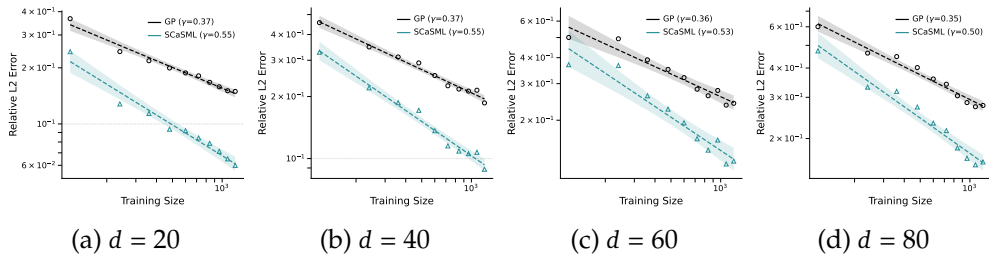 GP (γ=0.37)
SCaSML (γ=0.55)
Relative L2 Error
4 × 10⁻¹
3 × 10⁻¹
2 × 10⁻¹
10⁻¹
6 × 10⁻²
10³
Training Size
(a) d = 20
GP (γ=0.37)
SCaSML (γ=0.55)
Relative L2 Error
4 × 10⁻¹
3 × 10⁻¹
2 × 10⁻¹
10⁻¹
10³
Training Size
(b) d = 40
GP (γ=0.36)
SCaSML (γ=0.53)
Relative L2 Error
6 × 10⁻¹
4 × 10⁻¹
3 × 10⁻¹
2 × 10⁻¹
10³
Training Size
(c) d = 60
GP (γ=0.35)
SCaSML (γ=0.50)
Relative L2 Error
6 × 10⁻¹
4 × 10⁻¹
3 × 10⁻¹
2 × 10⁻¹
10³
Training Size
(d) d = 80